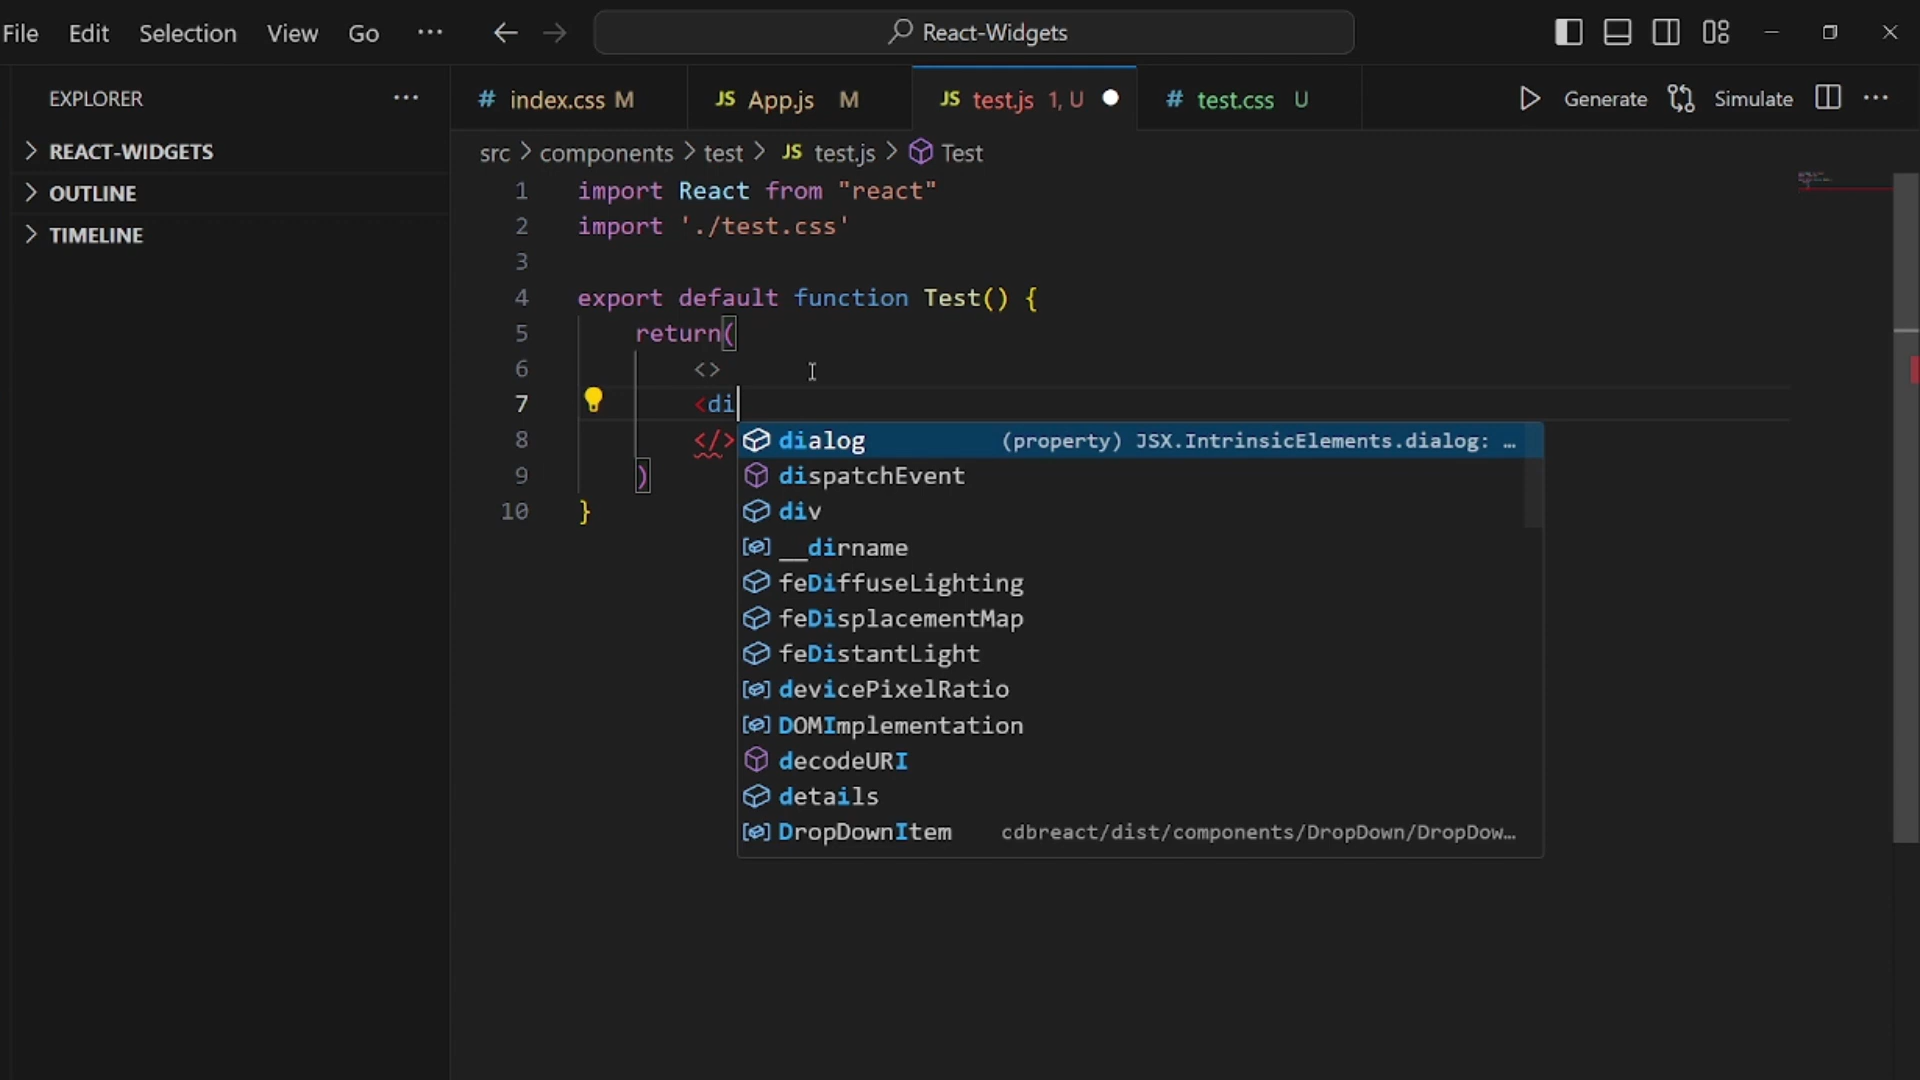 File Edit Selection View Go ··· React-Widgets
EXPLORER ···
REACT-WIDGETS
OUTLINE
TIMELINE
# index.css M JS App.js M JS test.js 1, U # test.css U Generate Simulate ···
src > components > test > JS test.js > Test
1 import React from "react"
2 import './test.css'
3
4 export default function Test() {
5 return(
6 <>
7 <di
8 </>
9 )
10 }
dialog (property) JSX.IntrinsicElements.dialog: …
dispatchEvent
div
__dirname
feDiffuseLighting
feDisplacementMap
feDistantLight
devicePixelRatio
DOMImplementation
decodeURI
details
DropDownItem cdbreact/dist/components/DropDown/DropDow…